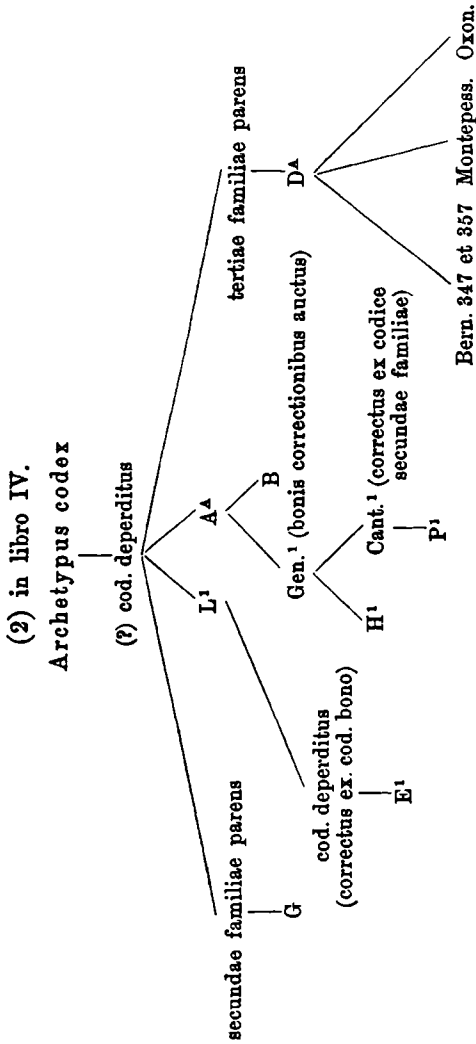 (2) in libro IV.
Archetypus codex
(?) cod. deperditus
secundae familiae parens
G
L¹
cod. deperditus
(correctus ex. cod. bono)
E¹
A▲
B
Gen.¹ (bonis correctionibus auctus)
H¹
Cant.¹ (correctus ex codice
secundae familiae)
P¹
tertiae familiae parens
D▲
Bern. 347 et 357 Montepess. Oxon.